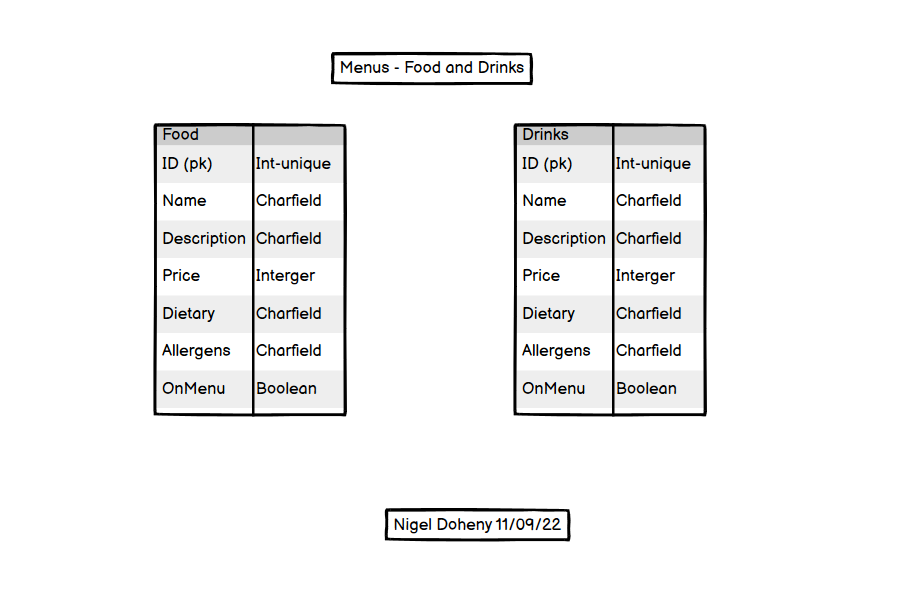 Menus - Food and Drinks
Food
ID (pk) Int-unique
Name Charfield
Description Charfield
Price Interger
Dietary Charfield
Allergens Charfield
OnMenu Boolean
Drinks
ID (pk) Int-unique
Name Charfield
Description Charfield
Price Interger
Dietary Charfield
Allergens Charfield
OnMenu Boolean
Nigel Doheny 11/09/22